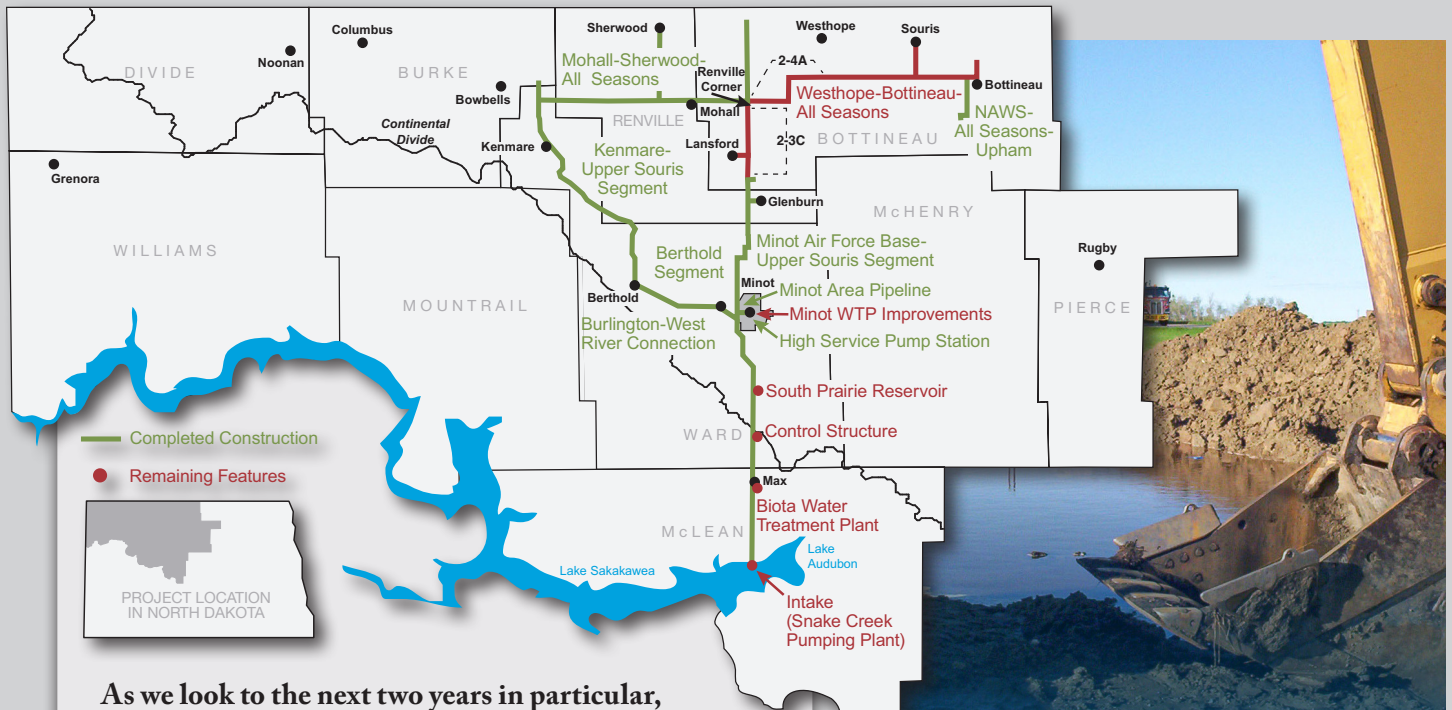 Columbus
Sherwood
Westhope
Souris
Noonan
DIVIDE
BURKE
Mohall-Sherwood-
All Seasons
Renville
Corner
2-4A
Bottineau
Bowbells
Mohall
Westhope-Bottineau-
All Seasons
NAWS-
All Seasons-
Upham
Continental
Divide
RENVILLE
BOTTINEAU
Kenmare
Kenmare-
Upper Souris
Segment
Lansford
2-3C
Grenora
Glenburn
McHENRY
WILLIAMS
Rugby
Berthold
Segment
Minot Air Force Base-
Upper Souris Segment
MOUNTRAIL
Berthold
Minot
Minot Area Pipeline
PIERCE
Minot WTP Improvements
Burlington-West
River Connection
High Service Pump Station
South Prairie Reservoir
Completed Construction
WARD
Control Structure
Remaining Features
Max
Biota Water
Treatment Plant
McLEAN
Lake
Audubon
Lake Sakakawea
PROJECT LOCATION
IN NORTH DAKOTA
Intake
(Snake Creek
Pumping Plant)
As we look to the next two years in particular,